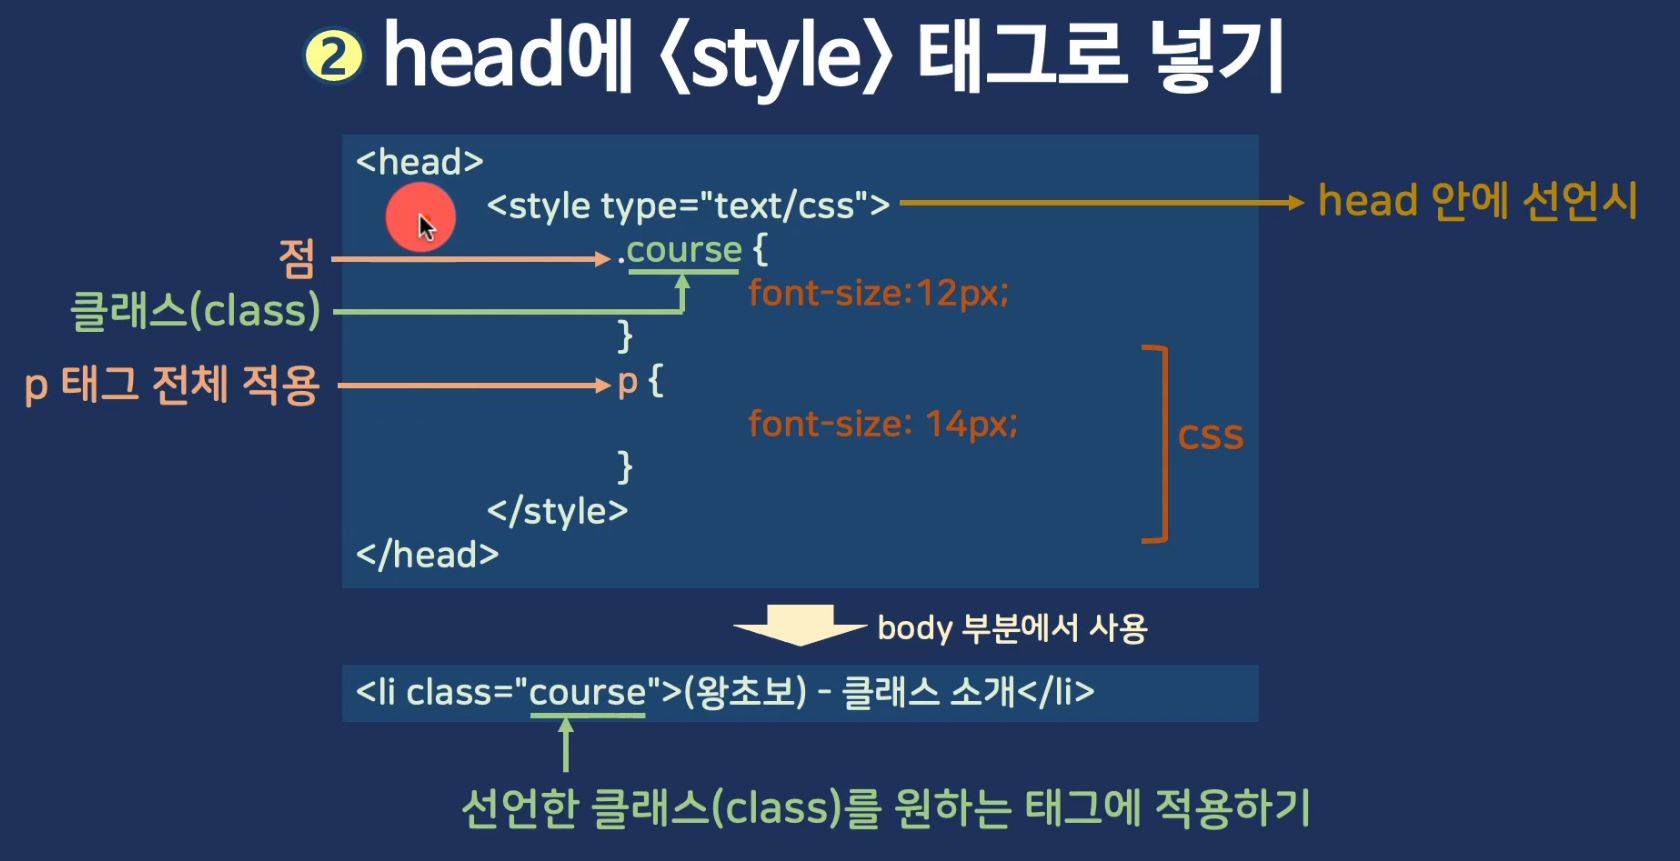 2 head에 <style> 태그로 넣기
<head>
<style type="text/css"> head 안에 선언시
점 .course {
font-size:12px;
클래스(class)
}
p 태그 전체 적용 p {
font-size: 14px;
css
}
</style>
</head>
body 부분에서 사용
<li class="course">(왕초보) - 클래스 소개</li>
선언한 클래스(class)를 원하는 태그에 적용하기